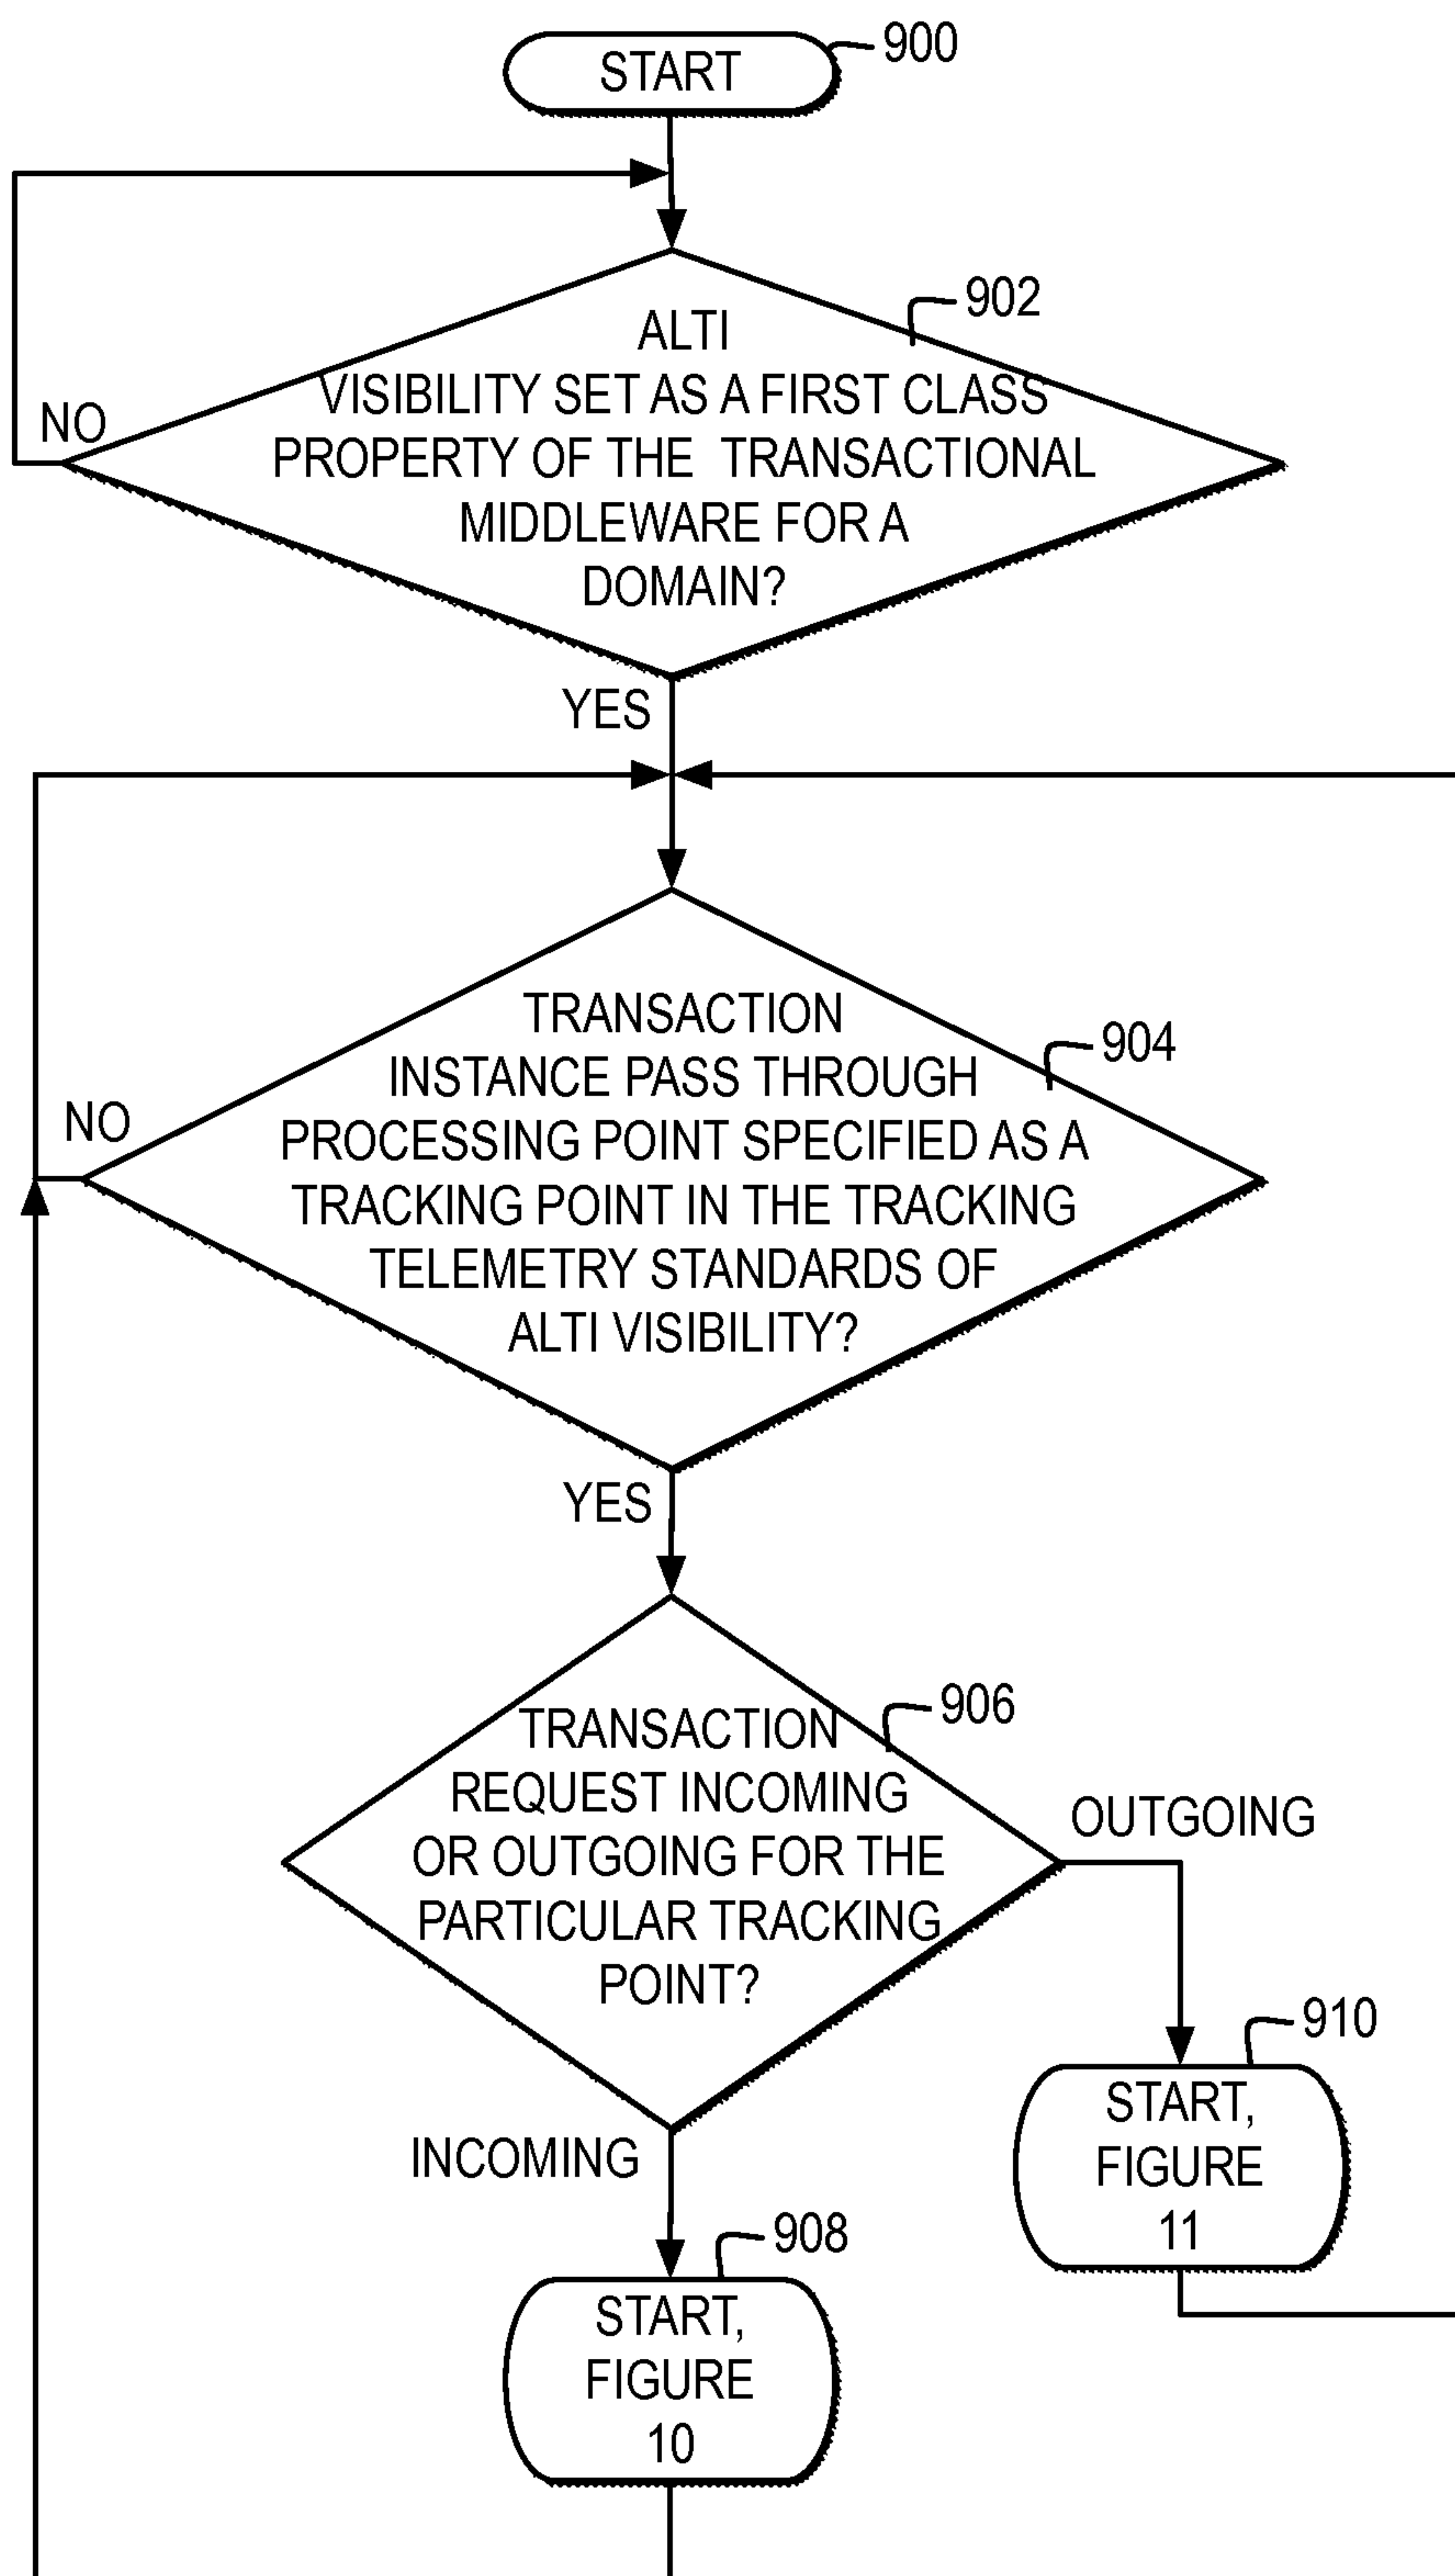 START
900
902
ALTI
VISIBILITY SET AS A FIRST CLASS
PROPERTY OF THE TRANSACTIONAL
MIDDLEWARE FOR A
DOMAIN?
NO
YES
904
TRANSACTION
INSTANCE PASS THROUGH
PROCESSING POINT SPECIFIED AS A
TRACKING POINT IN THE TRACKING
TELEMETRY STANDARDS OF
ALTI VISIBILITY?
NO
YES
906
TRANSACTION
REQUEST INCOMING
OR OUTGOING FOR THE
PARTICULAR TRACKING
POINT?
OUTGOING
INCOMING
910
START,
FIGURE
11
908
START,
FIGURE
10